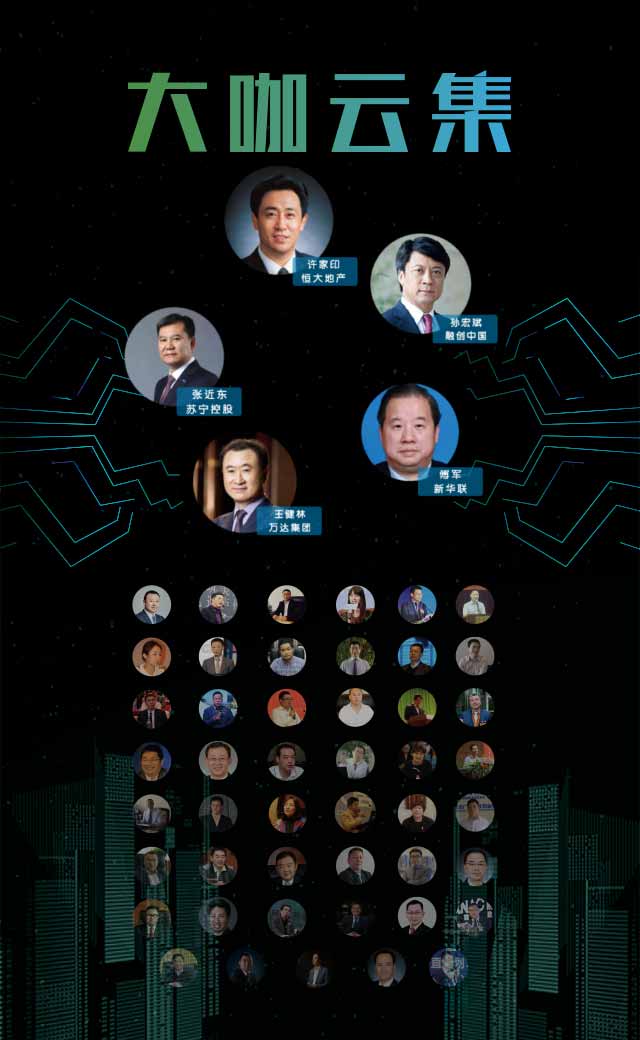 大咖云集
许家印
恒大地产
孙宏斌
融创中国
张近东
苏宁控股
傅军
新华联
王健林
万达集团